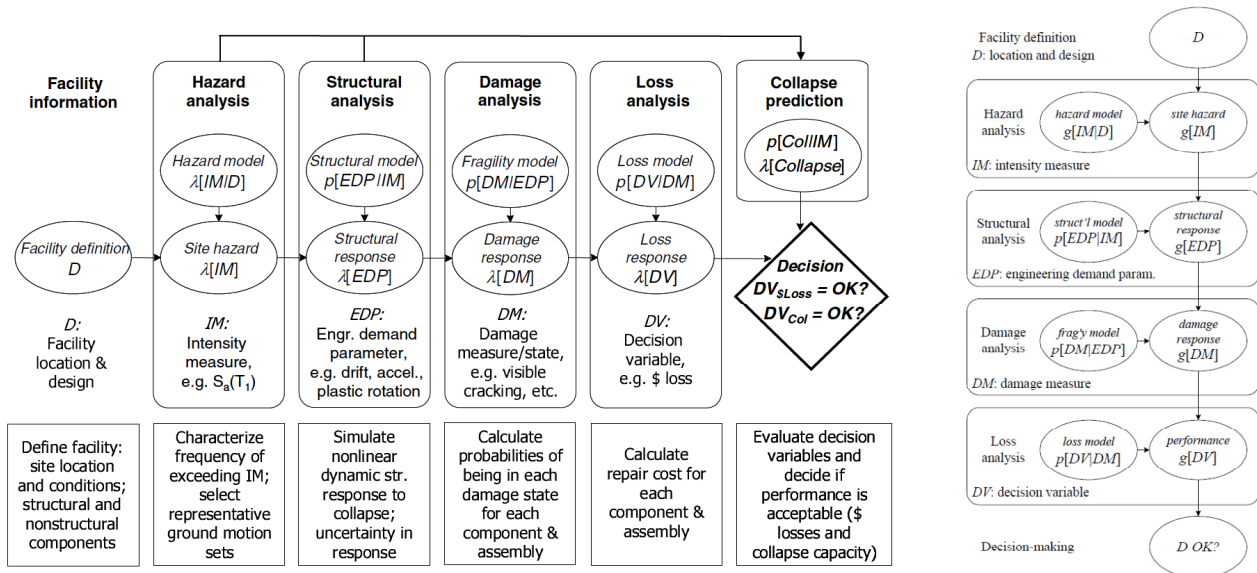 Facility
information
Hazard
analysis
Structural
analysis
Damage
analysis
Loss
analysis
Collapse
prediction
Hazard model
λ[IM|D]
Structural model
p[EDP|IM]
Fragility model
p[DM|EDP]
Loss model
p[DV|DM]
p[Col|IM]
λ[Collapse]
Facility definition
D
Site hazard
λ[IM]
Structural
response
λ[EDP]
Damage
response
λ[DM]
Loss
response
λ[DV]
Decision
DV$Loss = OK?
DVCol = OK?
D:
Facility
location &
design
IM:
Intensity
measure,
e.g. Sa(T1)
EDP:
Engr. demand
parameter,
e.g. drift, accel.,
plastic rotation
DM:
Damage
measure/state,
e.g. visible
cracking, etc.
DV:
Decision
variable,
e.g. $ loss
Define facility:
site location
and conditions;
structural and
nonstructural
components
Characterize
frequency of
exceeding IM;
select
representative
ground motion
sets
Simulate
nonlinear
dynamic str.
response to
collapse;
uncertainty in
response
Calculate
probabilities of
being in each
damage state
for each
component &
assembly
Calculate
repair cost for
each
component &
assembly
Evaluate decision
variables and
decide if
performance is
acceptable ($
losses and
collapse capacity)
Facility definition
D: location and design
D
Hazard
analysis
hazard model
g[IM|D]
site hazard
g[IM]
IM: intensity measure
Structural
analysis
struct'l model
p[EDP|IM]
structural
response
g[EDP]
EDP: engineering demand param.
Damage
analysis
frag'y model
p[DM|EDP]
damage
response
g[DM]
DM: damage measure
Loss
analysis
loss model
p[DV|DM]
performance
g[DV]
DV: decision variable
Decision-making
D OK?